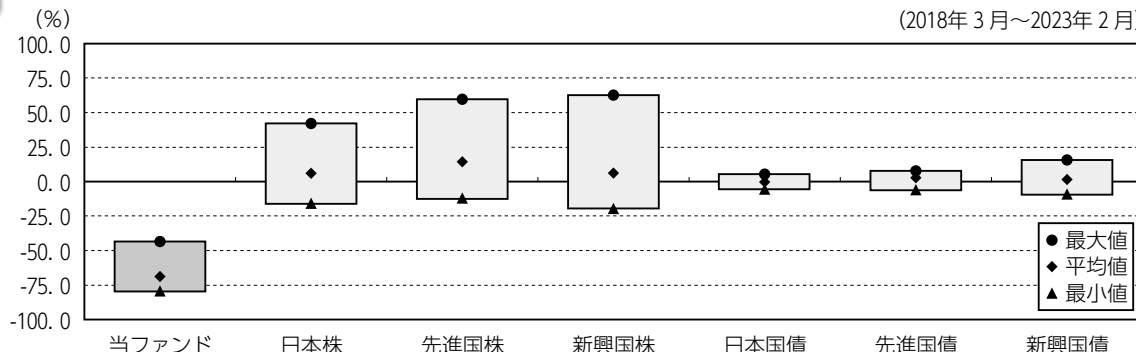 (%)
(2018年3月～2023年2月)
100.0
75.0
50.0
25.0
0.0
-25.0
-50.0
-75.0
-100.0
● 最大値
◆ 平均値
▲ 最小値
当ファンド 日本株 先進国株 新興国株 日本国債 先進国債 新興国債